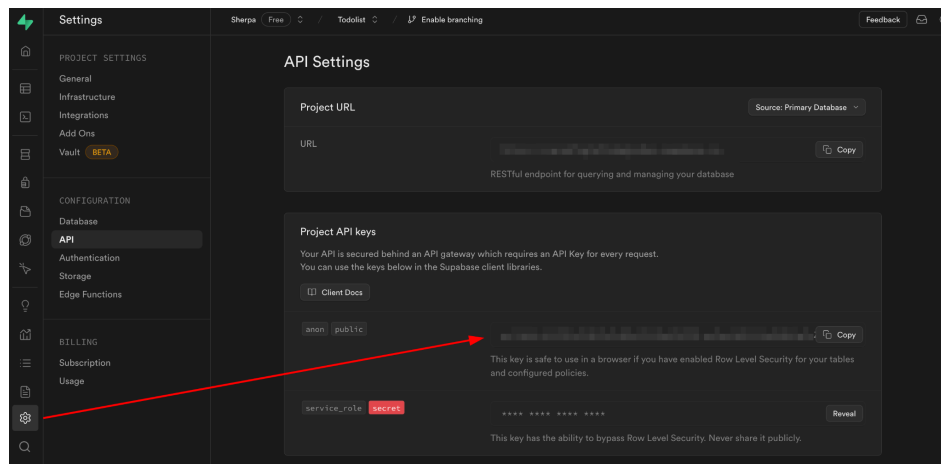 Settings
Sherpa Free / Todolist / Enable branching
Feedback
PROJECT SETTINGS
General
Infrastructure
Integrations
Add Ons
Vault BETA
CONFIGURATION
Database
API
Authentication
Storage
Edge Functions
BILLING
Subscription
Usage
API Settings
Project URL
Source: Primary Database
URL
Copy
RESTful endpoint for querying and managing your database
Project API keys
Your API is secured behind an API gateway which requires an API Key for every request.
You can use the keys below in the Supabase client libraries.
Client Docs
anon public
Copy
This key is safe to use in a browser if you have enabled Row Level Security for your tables
and configured policies.
service_role secret
**** **** **** ****
Reveal
This key has the ability to bypass Row Level Security. Never share it publicly.